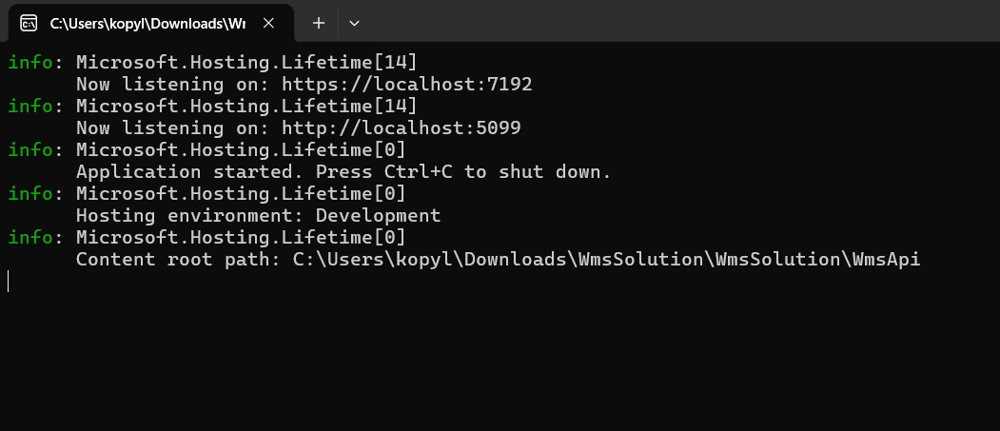 C:\Users\kopyl\Downloads\Wr
info: Microsoft.Hosting.Lifetime[14]
      Now listening on: https://localhost:7192
info: Microsoft.Hosting.Lifetime[14]
      Now listening on: http://localhost:5099
info: Microsoft.Hosting.Lifetime[0]
      Application started. Press Ctrl+C to shut down.
info: Microsoft.Hosting.Lifetime[0]
      Hosting environment: Development
info: Microsoft.Hosting.Lifetime[0]
      Content root path: C:\Users\kopyl\Downloads\WmsSolution\WmsSolution\WmsApi